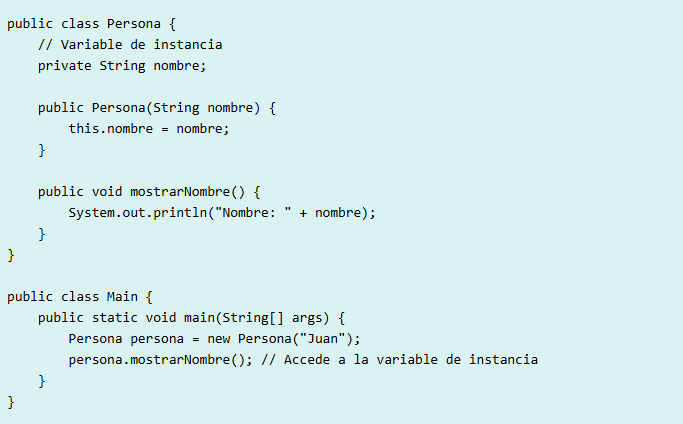 public class Persona {
    // Variable de instancia
    private String nombre;

    public Persona(String nombre) {
        this.nombre = nombre;
    }

    public void mostrarNombre() {
        System.out.println("Nombre: " + nombre);
    }
}

public class Main {
    public static void main(String[] args) {
        Persona persona = new Persona("Juan");
        persona.mostrarNombre(); // Accede a la variable de instancia
    }
}